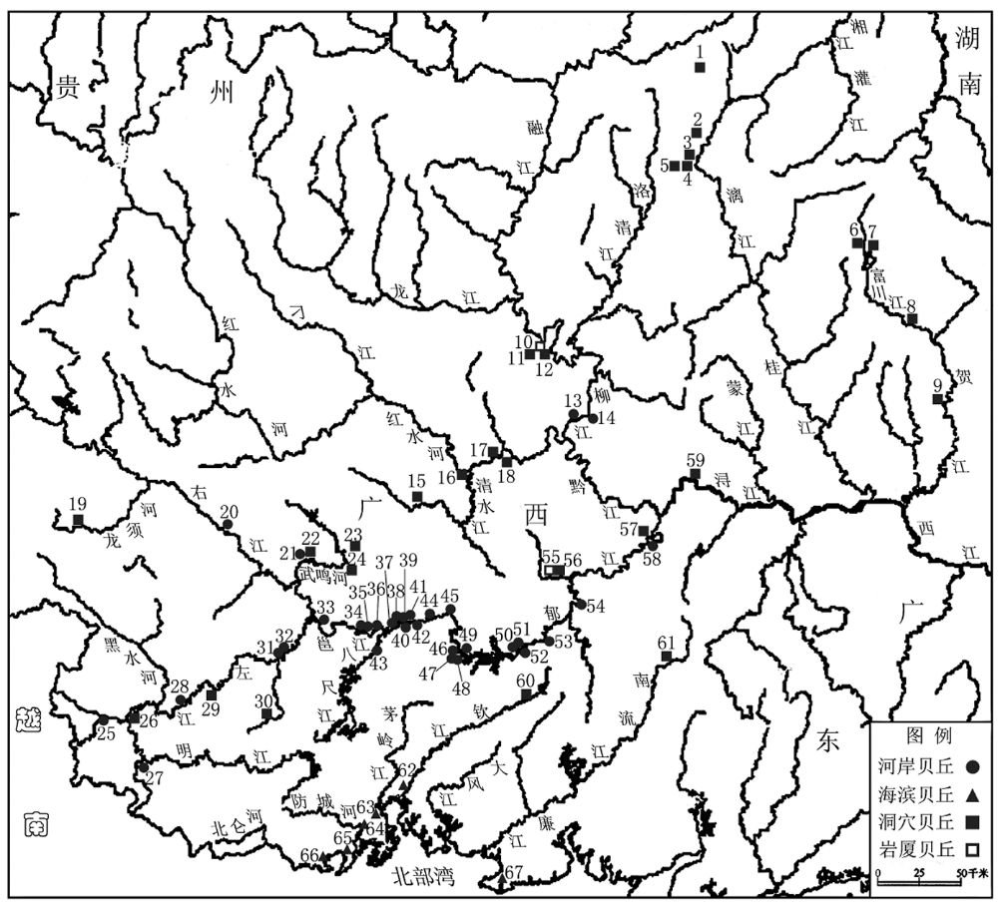 贵
州
湖
南
湘
江
灌
江
融
江
洛
清
江
漓
江
富
川
江
贺
江
龙
江
刁
江
红
水
河
红
水
河
柳
江
蒙
江
桂
江
黔
江
浔
江
西
江
清
水
江
右
江
龙
须
河
武鸣河
广
西
广
东
邕
江
八
尺
江
郁
江
黑
水
河
左
江
明
江
茅
岭
江
钦
江
南
流
江
大
风
江
廉
江
防
城
河
北仑河
北部湾
越
南
1
2
3
4
5
6
7
8
9
10
11
12
13
14
15
16
17
18
19
20
21
22
23
24
25
26
27
28
29
30
31
32
33
34
35
36
37
38
39
40
41
42
43
44
45
46
47
48
49
50
51
52
53
54
55
56
57
58
59
60
61
62
63
64
65
66
67
图 例
河岸贝丘
海滨贝丘
洞穴贝丘
岩厦贝丘
0 25 50千米